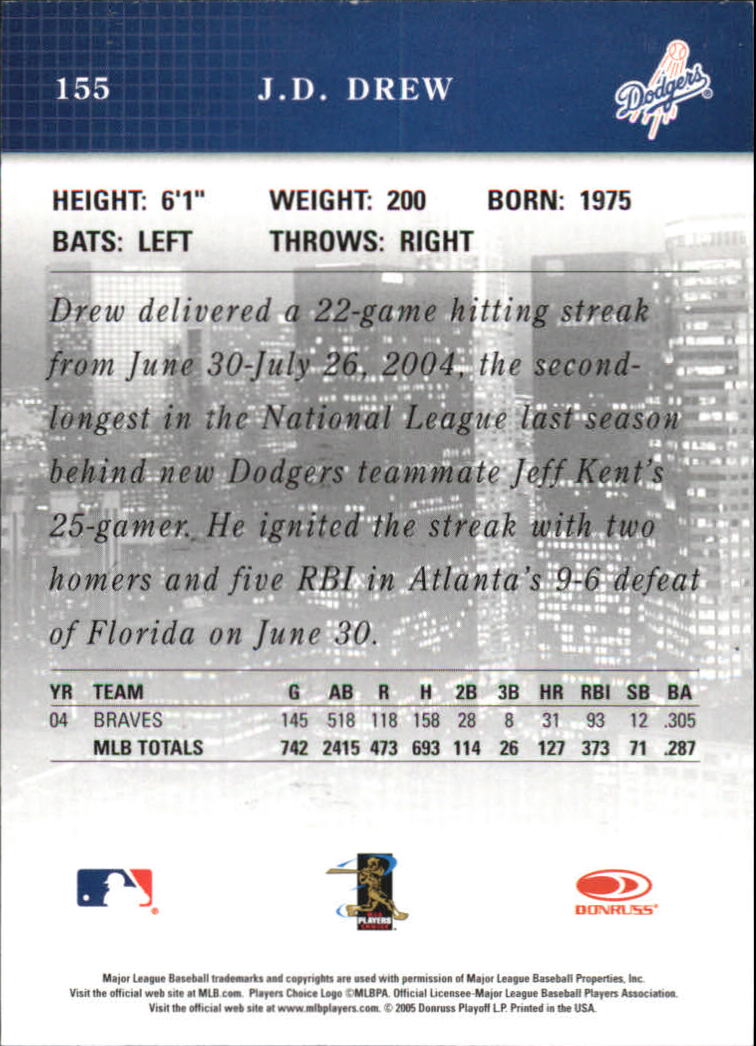 155 J.D. DREW Dodgers
HEIGHT: 6'1" WEIGHT: 200 BORN: 1975
BATS: LEFT THROWS: RIGHT
Drew delivered a 22-game hitting streak
from June 30-July 26, 2004, the second-
longest in the National League last season
behind new Dodgers teammate Jeff Kent's
25-gamer. He ignited the streak with two
homers and five RBI in Atlanta's 9-6 defeat
of Florida on June 30.
YR TEAM G AB R H 2B 3B HR RBI SB BA
04 BRAVES 145 518 118 158 28 8 31 93 12 .305
MLB TOTALS 742 2415 473 693 114 26 127 373 71 .287
PLAYERS
CHOICE
DONRUSS
Major League Baseball trademarks and copyrights are used with permission of Major League Baseball Properties, Inc.
Visit the official web site at MLB.com. Players Choice Logo ©MLBPA. Official Licensee-Major League Baseball Players Association.
Visit the official web site at www.mlbplayers.com. © 2005 Donruss Playoff L.P. Printed in the USA.